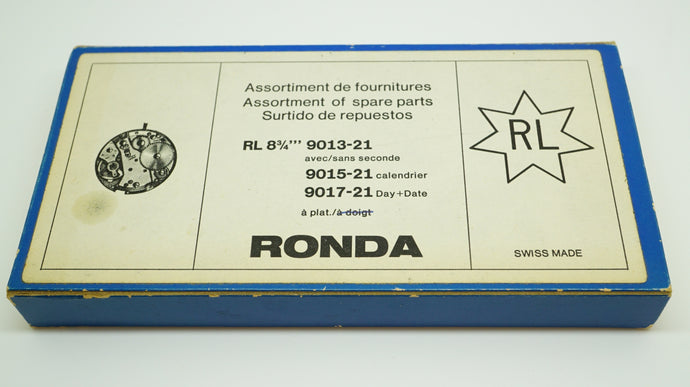 Assortiment de fournitures
Assortment of spare parts
Surtido de repuestos
RL 8¾''' 9013-21
avec/sans seconde
9015-21 calendrier
9017-21 Day+Date
à plat./à doigt
RONDA
RL
SWISS MADE